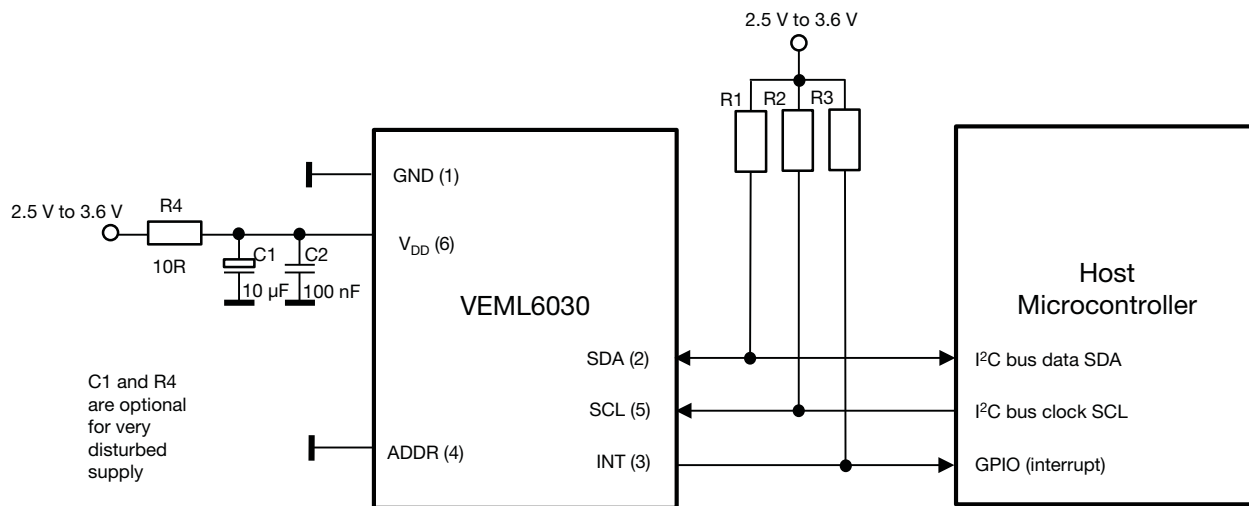 2.5 V to 3.6 V
R1
R2
R3
GND (1)
2.5 V to 3.6 V
R4
10R
C1
10 µF
C2
100 nF
VDD (6)
VEML6030
Host
Microcontroller
SDA (2)
I²C bus data SDA
C1 and R4
are optional
for very
disturbed
supply
SCL (5)
I²C bus clock SCL
ADDR (4)
INT (3)
GPIO (interrupt)